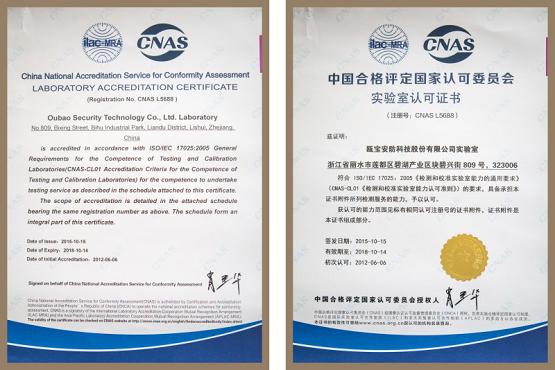 ilac-MRA
CNAS
China National Accreditation Service for Conformity Assessment
LABORATORY ACCREDITATION CERTIFICATE
(Registration No. CNAS L5688 )
Oubao Security Technology Co., Ltd. Laboratory
No.809, Bixing Street, Bihu Industrial Park, Liandu District, Lishui, Zhejiang,
China
is accredited in accordance with ISO/IEC 17025:2005 General
Requirements for the Competence of Testing and Calibration
Laboratories(CNAS-CL01 Accreditation Criteria for the Competence of
Testing and Calibration Laboratories) for the competence to undertake
testing service as described in the schedule attached to this certificate.
The scope of accreditation is detailed in the attached schedule
bearing the same registration number as above. The schedule form an
integral part of this certificate.
Date of Issue: 2015-10-15
Date of Expiry: 2018-10-14
Date of Initial Accreditation: 2012-06-06
Signed on behalf of China National Accreditation Service for Conformity Assessment
ilac-MRA
CNAS
中国合格评定国家认可委员会
实验室认可证书
(注册号: CNAS L5688)
兹证明:
瓯宝安防科技股份有限公司实验室
浙江省丽水市莲都区碧湖产业区块碧兴街 809 号, 323006
符合 ISO/IEC 17025: 2005《检测和校准实验室能力的通用要求》
(CNAS-CL01《检测和校准实验室能力认可准则》)的要求, 具备承担本
证书附件所列检测服务的能力, 予以认可。
获认可的能力范围见标有相同认可注册号的证书附件, 证书附件是
本证书组成部分。
签发日期: 2015-10-15
有效期至: 2018-10-14
初次认可: 2012-06-06
中国合格评定国家认可委员会授权人